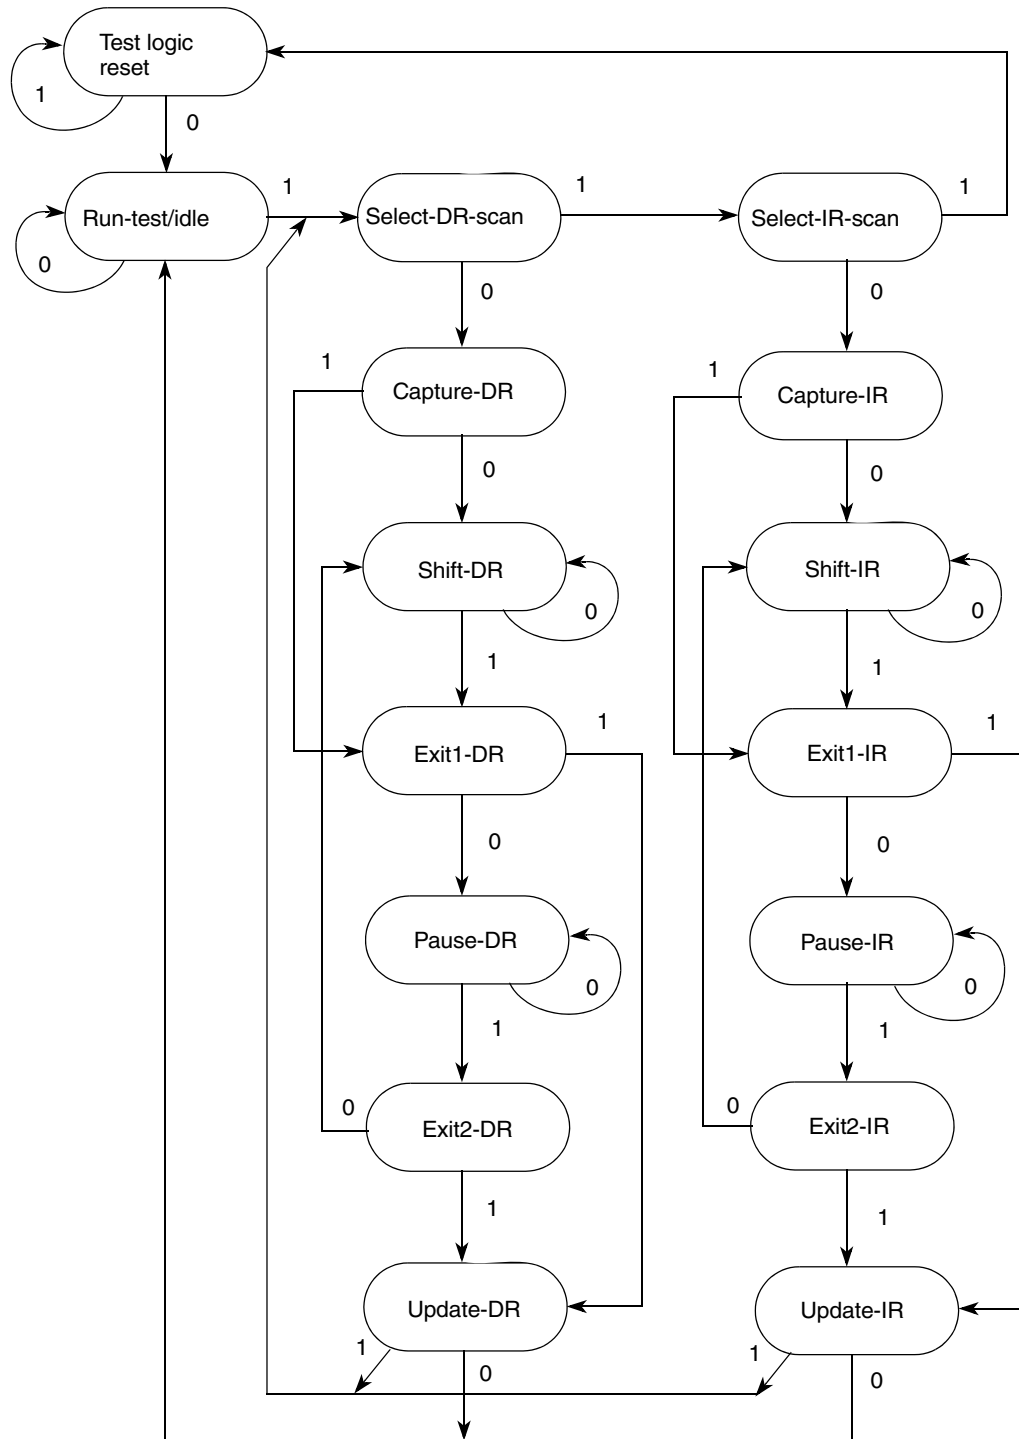 Test logic
reset
1
0
Run-test/idle
0
1
Select-DR-scan
1
Select-IR-scan
1
0
0
1
Capture-DR
1
Capture-IR
0
0
Shift-DR
0
Shift-IR
0
1
1
Exit1-DR
1
Exit1-IR
1
0
0
Pause-DR
0
Pause-IR
0
1
1
0
Exit2-DR
0
Exit2-IR
1
1
Update-DR
Update-IR
1
0
1
0